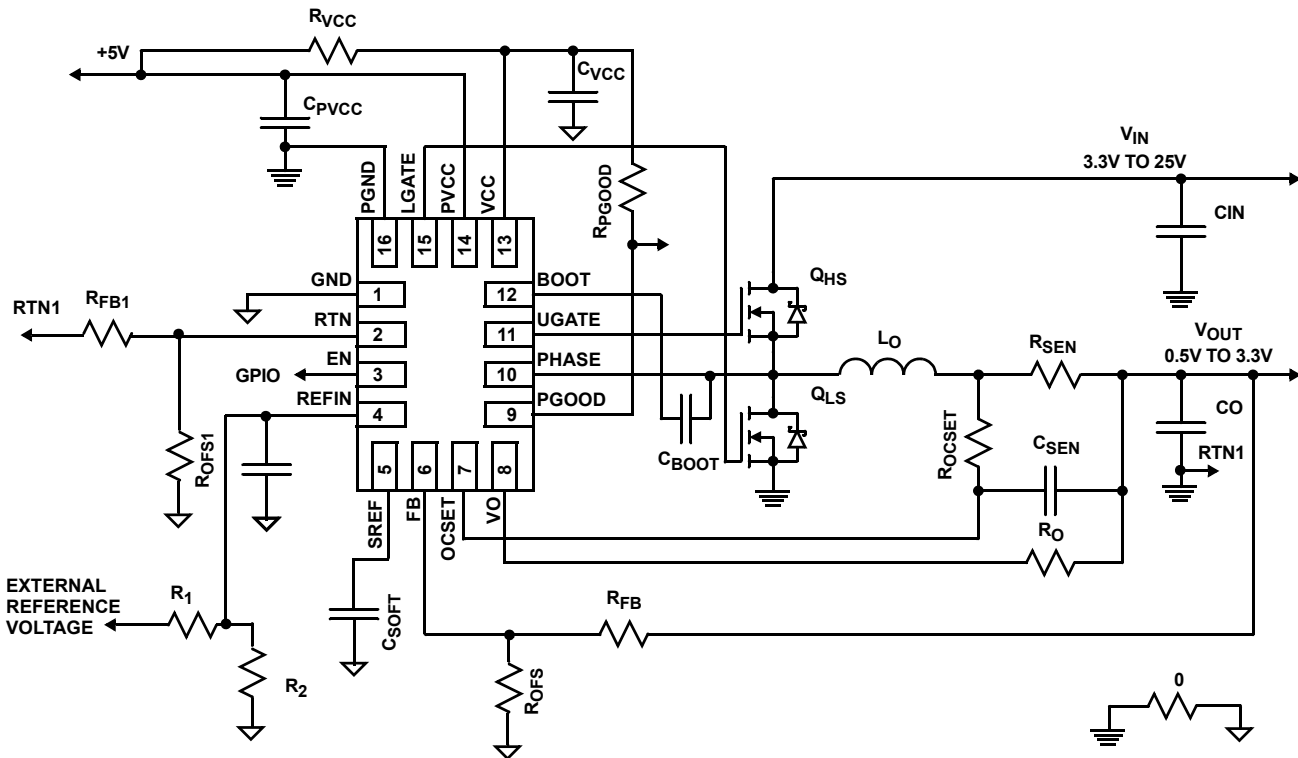 RVCC
+5V
CVCC
CPVCC
VIN
3.3V TO 25V
PGND
LGATE
PVCC
VCC
RPGOOD
CIN
16
15
14
13
GND
1
BOOT
12
QHS
RTN1
RFB1
RTN
2
UGATE
11
LO
RSEN
VOUT
0.5V TO 3.3V
EN
3
GPIO
PHASE
10
QLS
REFIN
4
PGOOD
9
CO
RTN1
ROFS1
5
6
7
8
CBOOT
ROCSET
CSEN
SREF
FB
OCSET
VO
RO
EXTERNAL
REFERENCE
VOLTAGE
R1
CSOFT
RFB
R2
ROFS
0